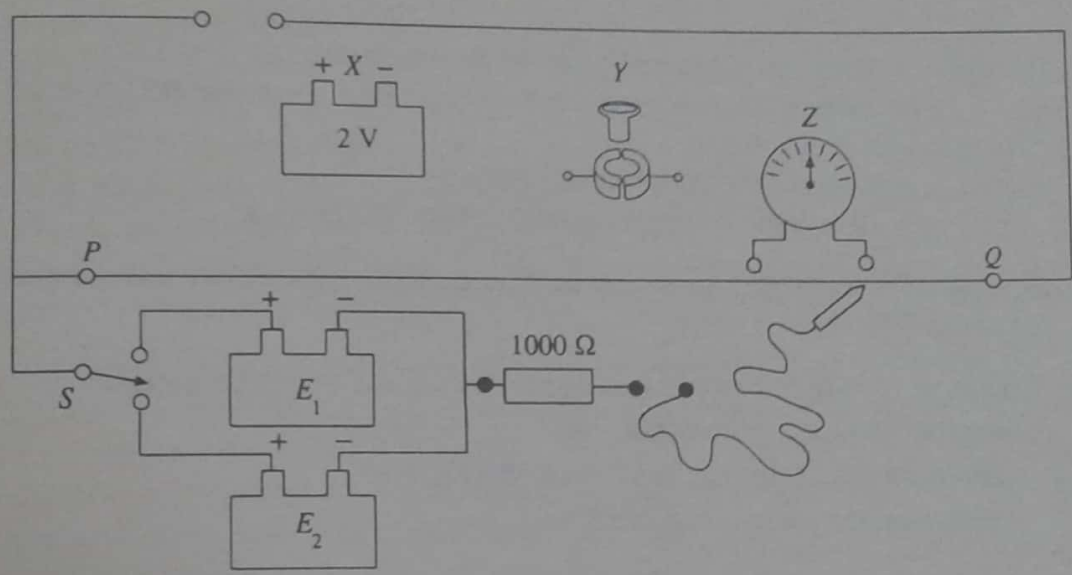 + X −
2 V
Y
Z
P
Q
S
+ −
E₁
1000 Ω
+ −
E₂